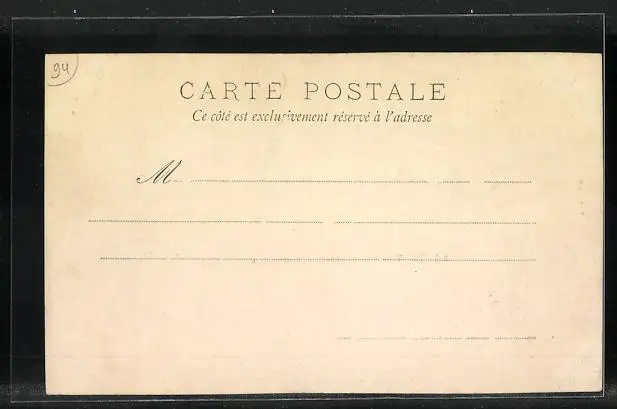 94
CARTE POSTALE
Ce côté est exclusivement réservé à l'adresse
M